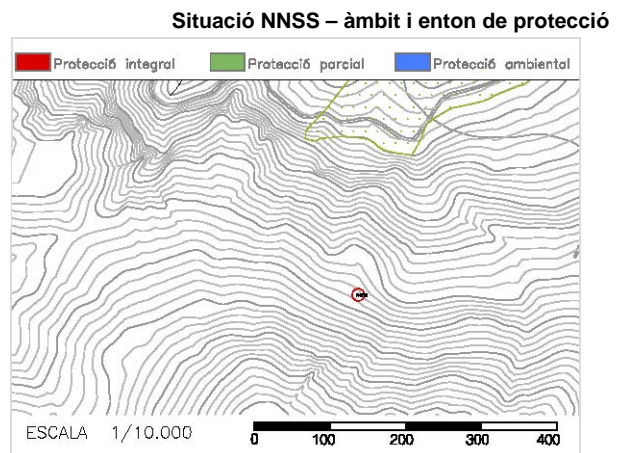 Situació NNSS – àmbit i enton de protecció
Protecció integral Protecció parcial Protecció ambiental
ESCALA 1/10.000
0 100 200 300 400